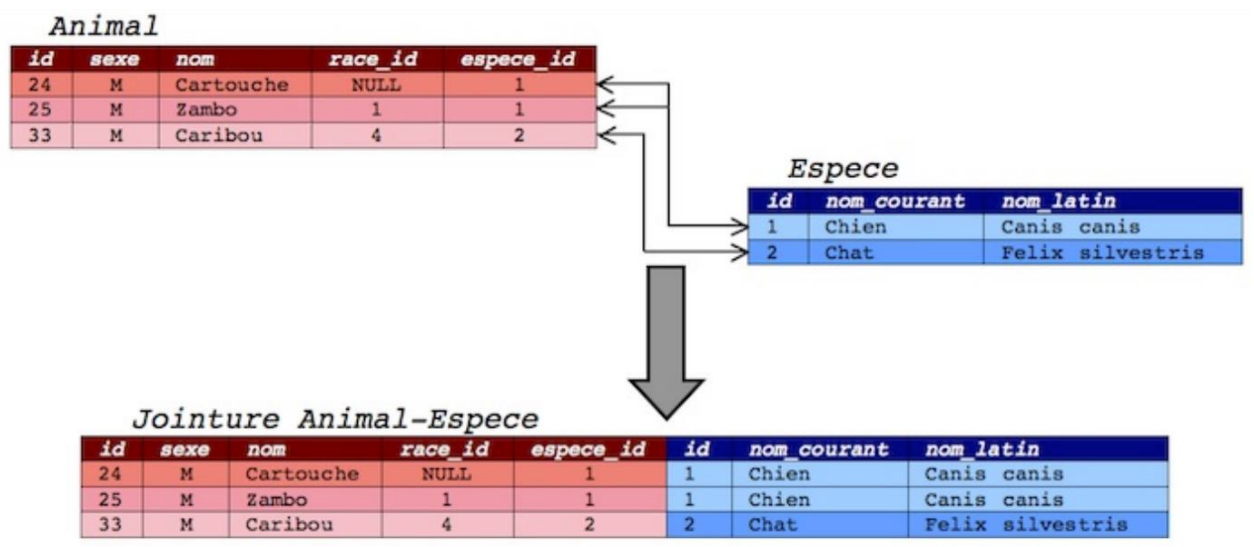 Animal
id sexe nom race_id espece_id
24 M Cartouche NULL 1
25 M Zambo 1 1
33 M Caribou 4 2
Espece
id nom_courant nom_latin
1 Chien Canis canis
2 Chat Felix silvestris
Jointure Animal-Espece
id sexe nom race_id espece_id id nom_courant nom_latin
24 M Cartouche NULL 1 1 Chien Canis canis
25 M Zambo 1 1 1 Chien Canis canis
33 M Caribou 4 2 2 Chat Felix silvestris